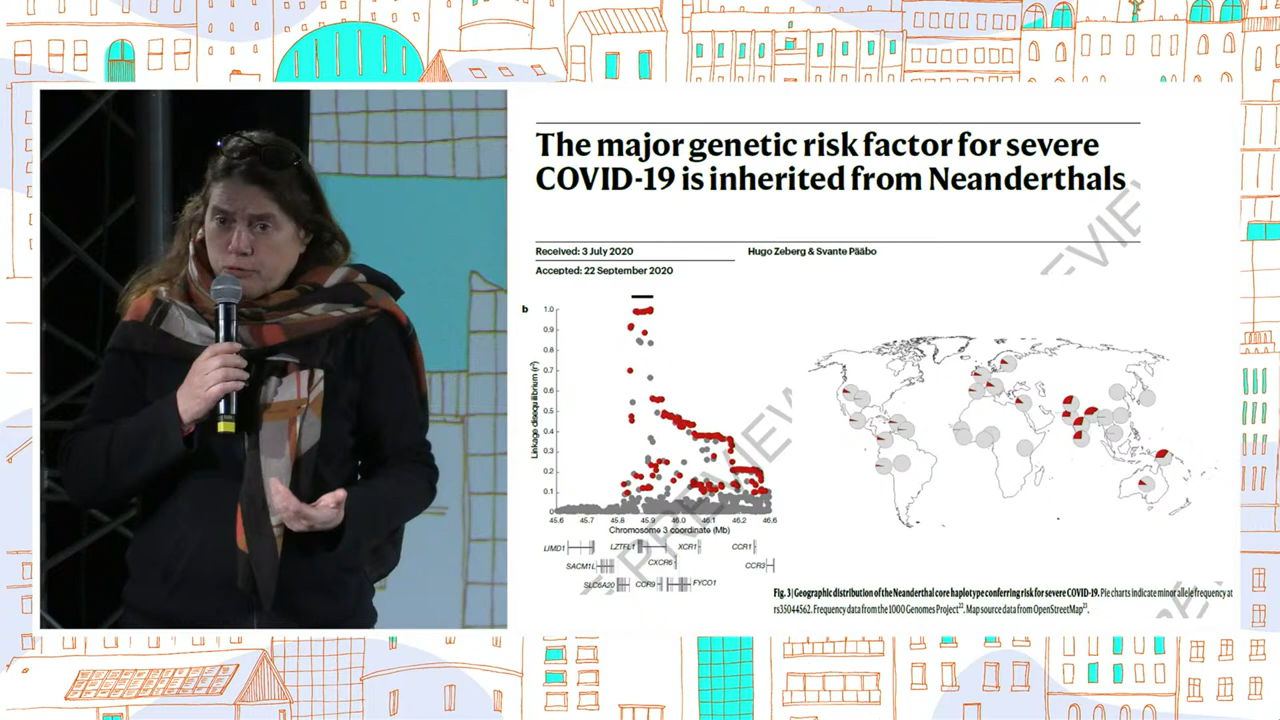 The major genetic risk factor for severe
COVID-19 is inherited from Neanderthals
Received: 3 July 2020
Hugo Zeberg & Svante Pääbo
Accepted: 22 September 2020
b
1.0
0.9
0.8
0.7
0.6
0.5
0.4
0.3
0.2
0.1
0
Linkage disequilibrium (r²)
45.6 45.7 45.8 45.9 46.0 46.1 46.2 46.6
Chromosome 3 coordinate (Mb)
LIMD1 LZTFL1 XCR1 CCR1
SACM1L CXCR6 CCR3
SLC6A20 CCR9 FYCO1
PREVIEW
Fig. 3 | Geographic distribution of the Neanderthal core haplotype conferring risk for severe COVID-19. Pie charts indicate minor allele frequency at
rs35044562. Frequency data from the 1000 Genomes Project²². Map source data from OpenStreetMap²³.